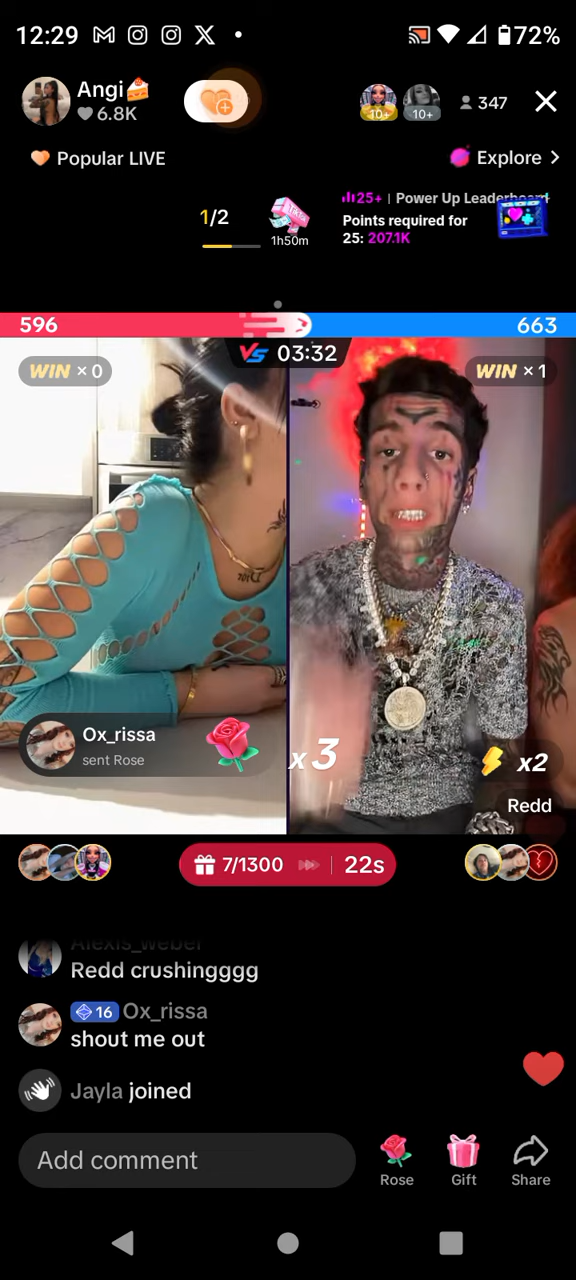 12:29
72%
Angi
6.8K
10+
10+
347
Popular LIVE
Explore >
1/2
1h50m
25+ | Power Up Leaderboard
Points required for
25: 207.1K
596
663
VS 03:32
WIN × 0
WIN × 1
Ox_rissa
sent Rose
x3
x2
Redd
7/1300
22s
Alexis_weber
Redd crushingggg
16 Ox_rissa
shout me out
Jayla joined
Add comment
Rose
Gift
Share